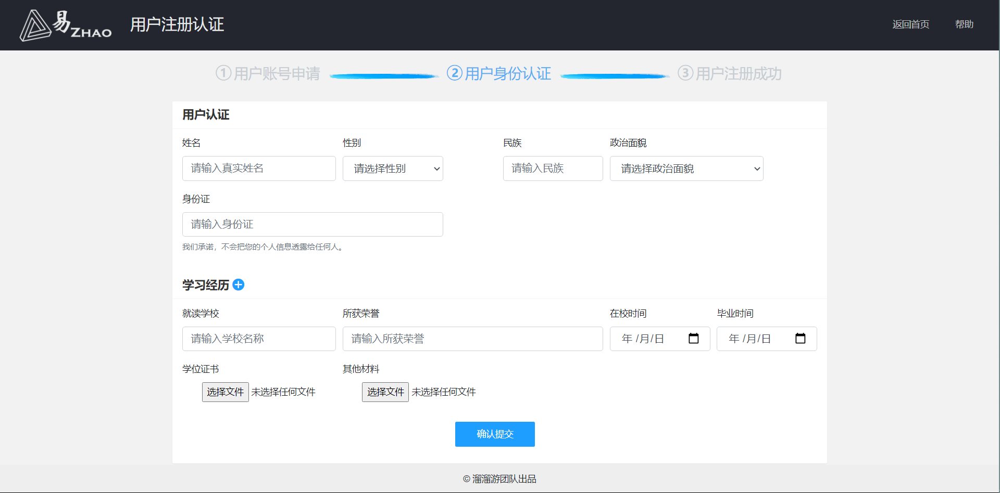 易ZHAO 用户注册认证 返回首页 帮助
① 用户账号申请 ② 用户身份认证 ③ 用户注册成功
用户认证
姓名 性别 民族 政治面貌
请输入真实姓名 请选择性别 请输入民族 请选择政治面貌
身份证
请输入身份证
我们承诺，不会把您的个人信息透露给任何人。
学习经历
就读学校 所获荣誉 在校时间 毕业时间
请输入学校名称 请输入所获荣誉 年 /月/日 年 /月/日
学位证书 其他材料
选择文件 未选择任何文件 选择文件 未选择任何文件
确认提交
© 溜溜游团队出品